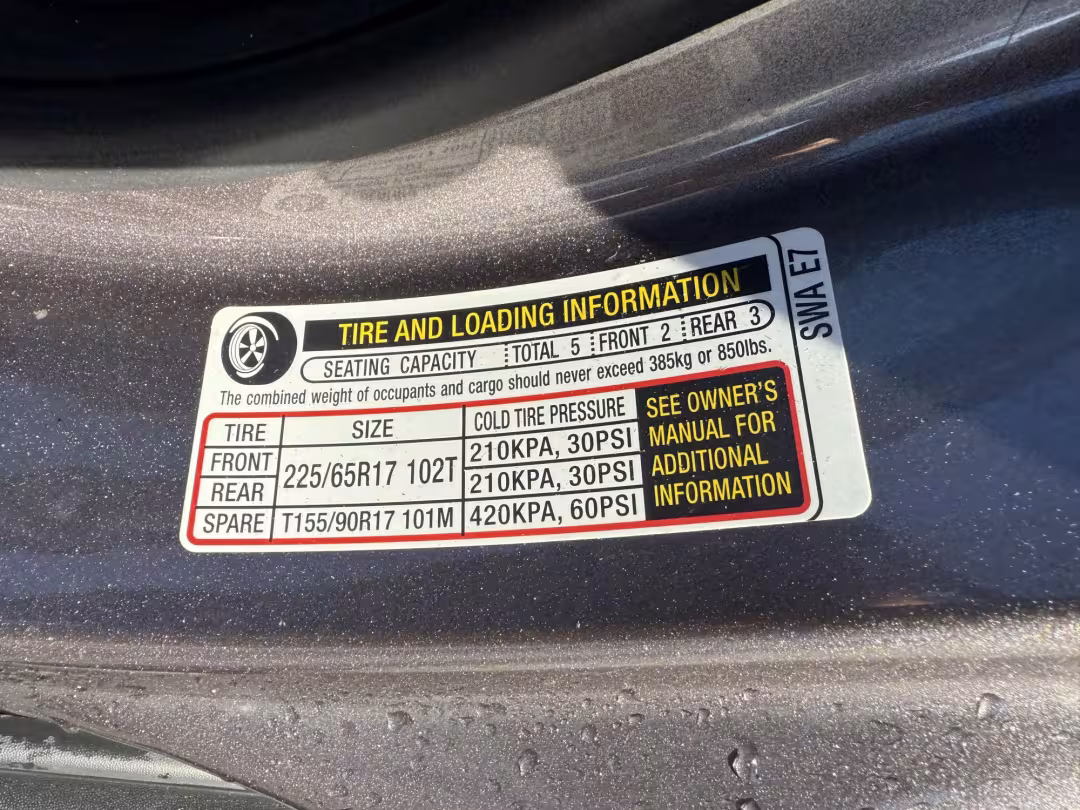 TIRE AND LOADING INFORMATION
SEATING CAPACITY TOTAL 5 FRONT 2 REAR 3
The combined weight of occupants and cargo should never exceed 385kg or 850lbs.
TIRE SIZE COLD TIRE PRESSURE
FRONT 225/65R17 102T 210KPA, 30PSI
REAR 210KPA, 30PSI
SPARE T155/90R17 101M 420KPA, 60PSI
SEE OWNER'S
MANUAL FOR
ADDITIONAL
INFORMATION
SWA E7